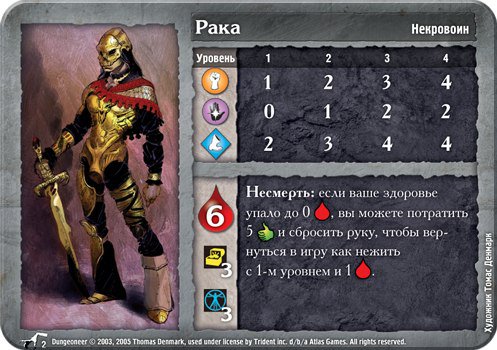 Рака Некровоин
Уровень 1 2 3 4
1 2 3 4
0 1 2 2
2 3 4 4
6
3
3
Несмерть: если ваше здоровье
упало до 0 , вы можете потратить
5 и сбросить руку, чтобы вер-
нуться в игру как нежить
с 1-м уровнем и 1 .
Художник Томас Денмарк
2 Dungeoneer © 2003, 2005 Thomas Denmark, used under license by Trident inc. d/b/a Atlas Games. All rights reserved.